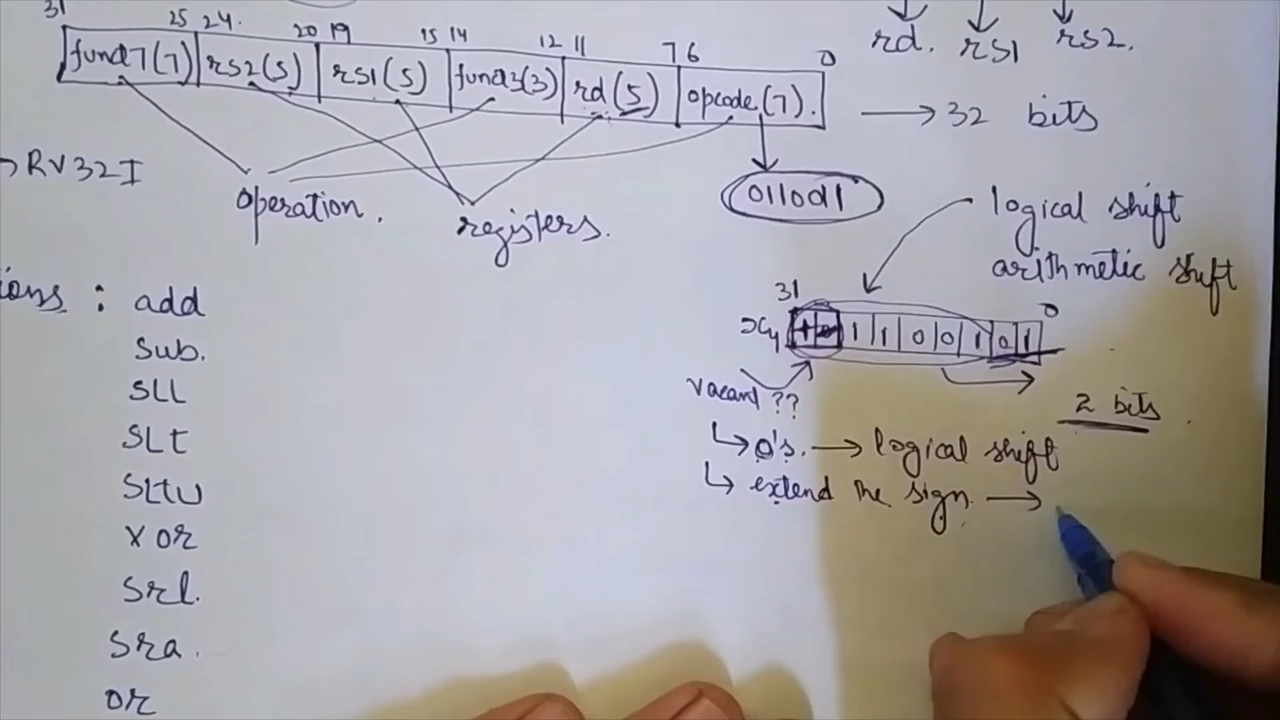 rd. rs1 rs2.
31 25 24. 20 19 15 14 12 11 7 6 0
funct7(7) rs2(5) rs1(5) funct3(3) rd(5) opcode(7).
→ 32 bits
→ RV32I
operation.
registers.
0110011
logical shift
arithmetic shift
31 0
1 1 0 0 1 0 1
vacant ??
2 bits
↳ 0's. → logical shift
↳ extend the sign →
ions : add
sub.
SLL
SLt
SLtU
xor
srl.
sra.
or